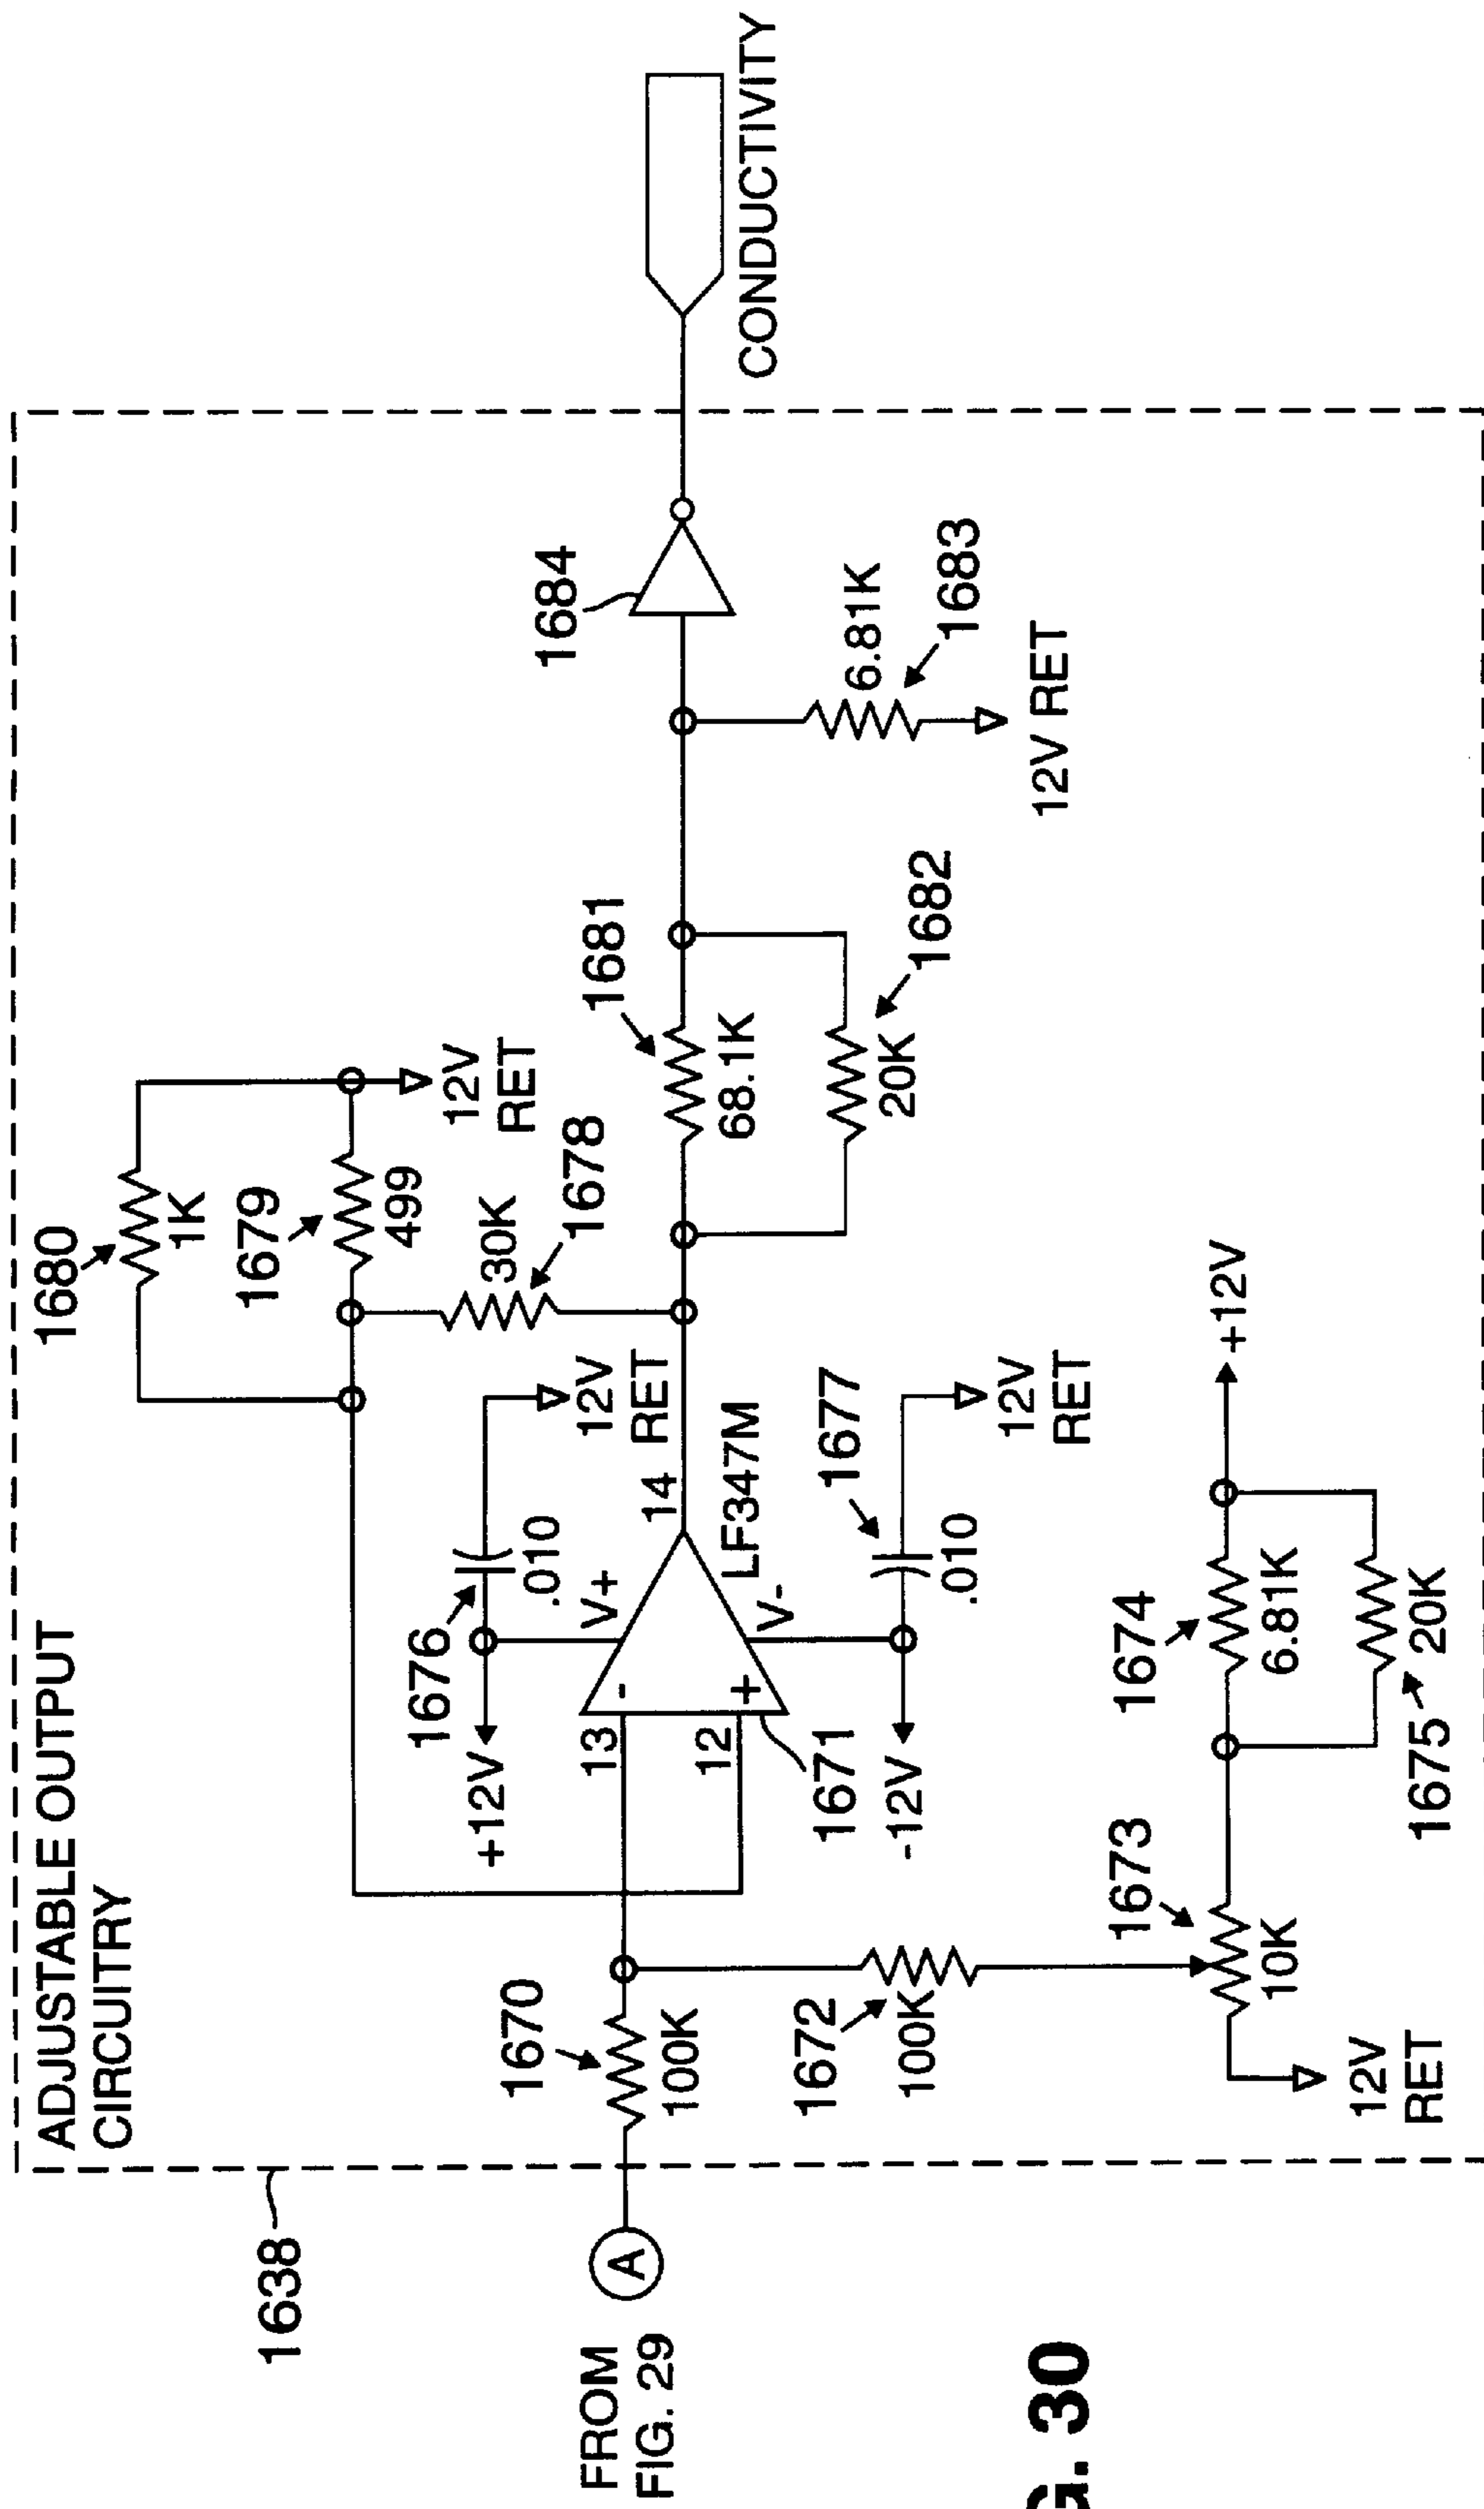 ADJUSTABLE OUTPUT
CIRCUITRY
1638
1680
1K
1679
499
12V
RET
30K
1678
1676
+12V
.010
12V
RET
V+
1670
100K
FROM
FIG. 29
A
13
-
12
+
14
LF347M
V-
1671
-12V
1677
.010
12V
RET
1681
68.1K
20K
1682
1684
6.81K
1683
12V RET
CONDUCTIVITY
1672
100K
1673
10K
12V
RET
1674
6.81K
1675
20K
+12V
G. 30